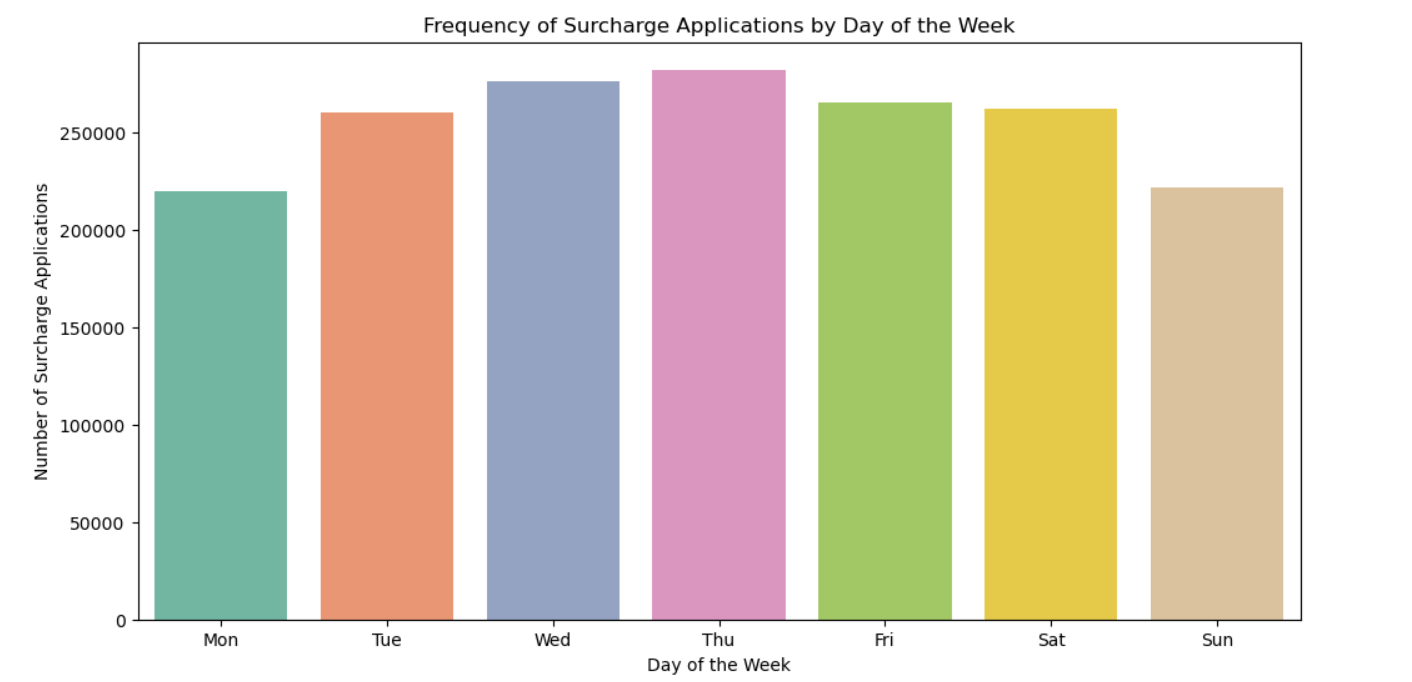 Frequency of Surcharge Applications by Day of the Week
Number of Surcharge Applications
250000
200000
150000
100000
50000
0
Mon Tue Wed Thu Fri Sat Sun
Day of the Week